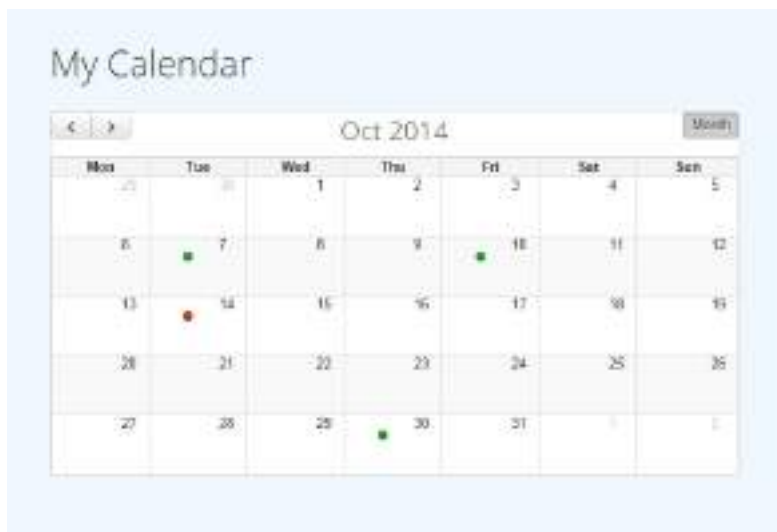 My Calendar
< >
Oct 2014
Month
Mon Tue Wed Thu Fri Sat Sun
1 2 3 4 5
6 7 8 9 10 11 12
13 14 15 16 17 18 19
20 21 22 23 24 25 26
27 28 29 30 31